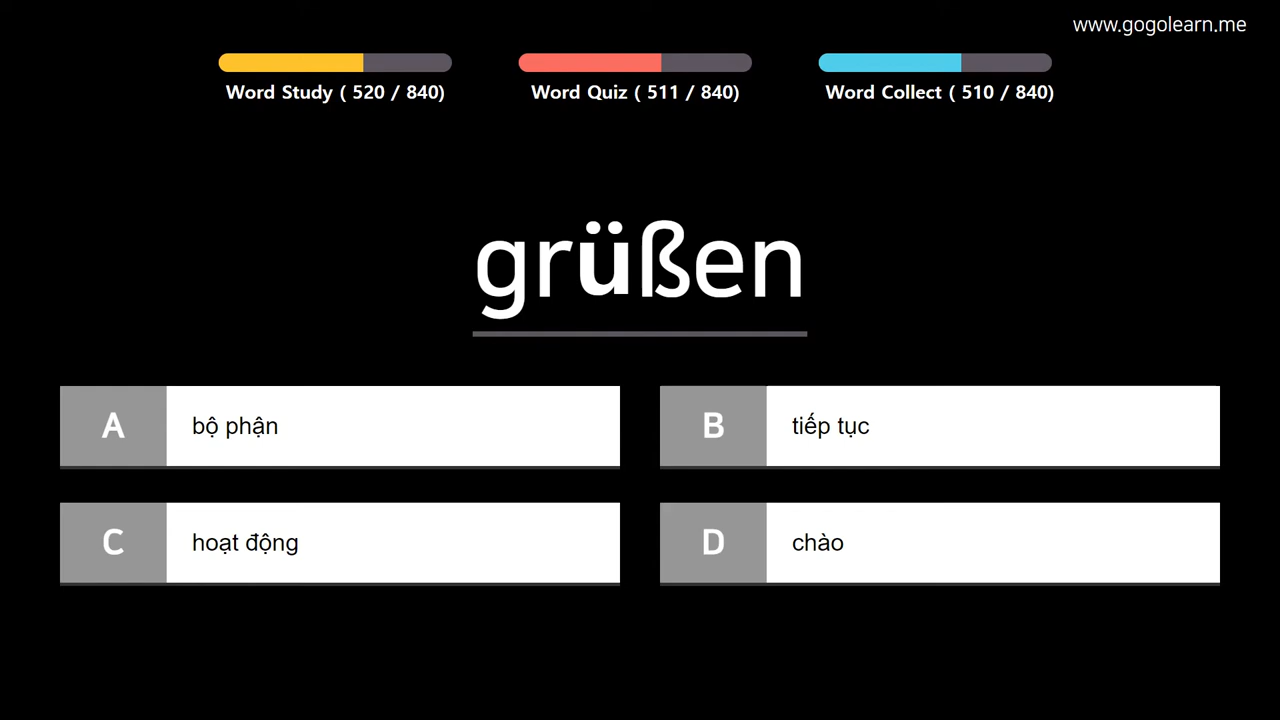 www.gogolearn.me
Word Study ( 520 / 840)
Word Quiz ( 511 / 840)
Word Collect ( 510 / 840)
grüßen
A bộ phận
B tiếp tục
C hoạt động
D chào